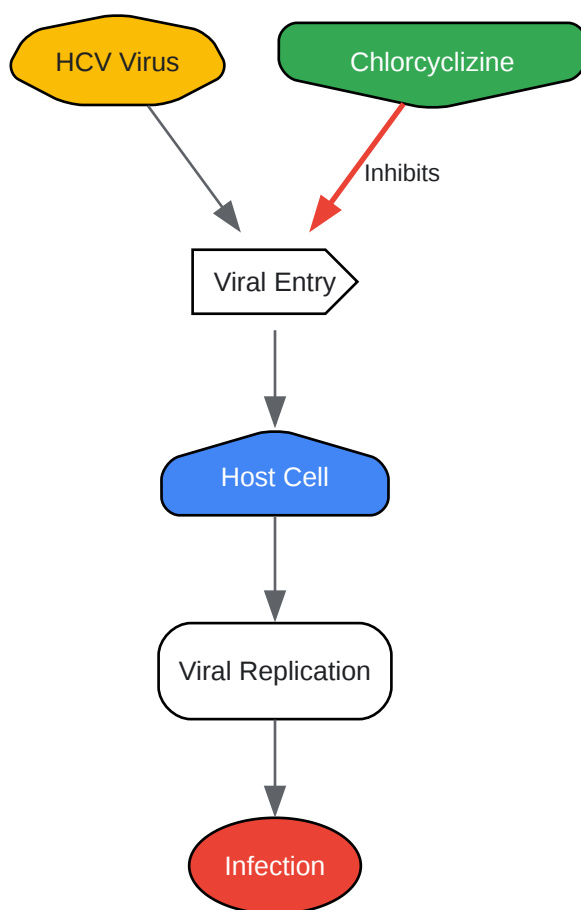 HCV Virus
Chlorcyclizine
Inhibits
Viral Entry
Host Cell
Viral Replication
Infection